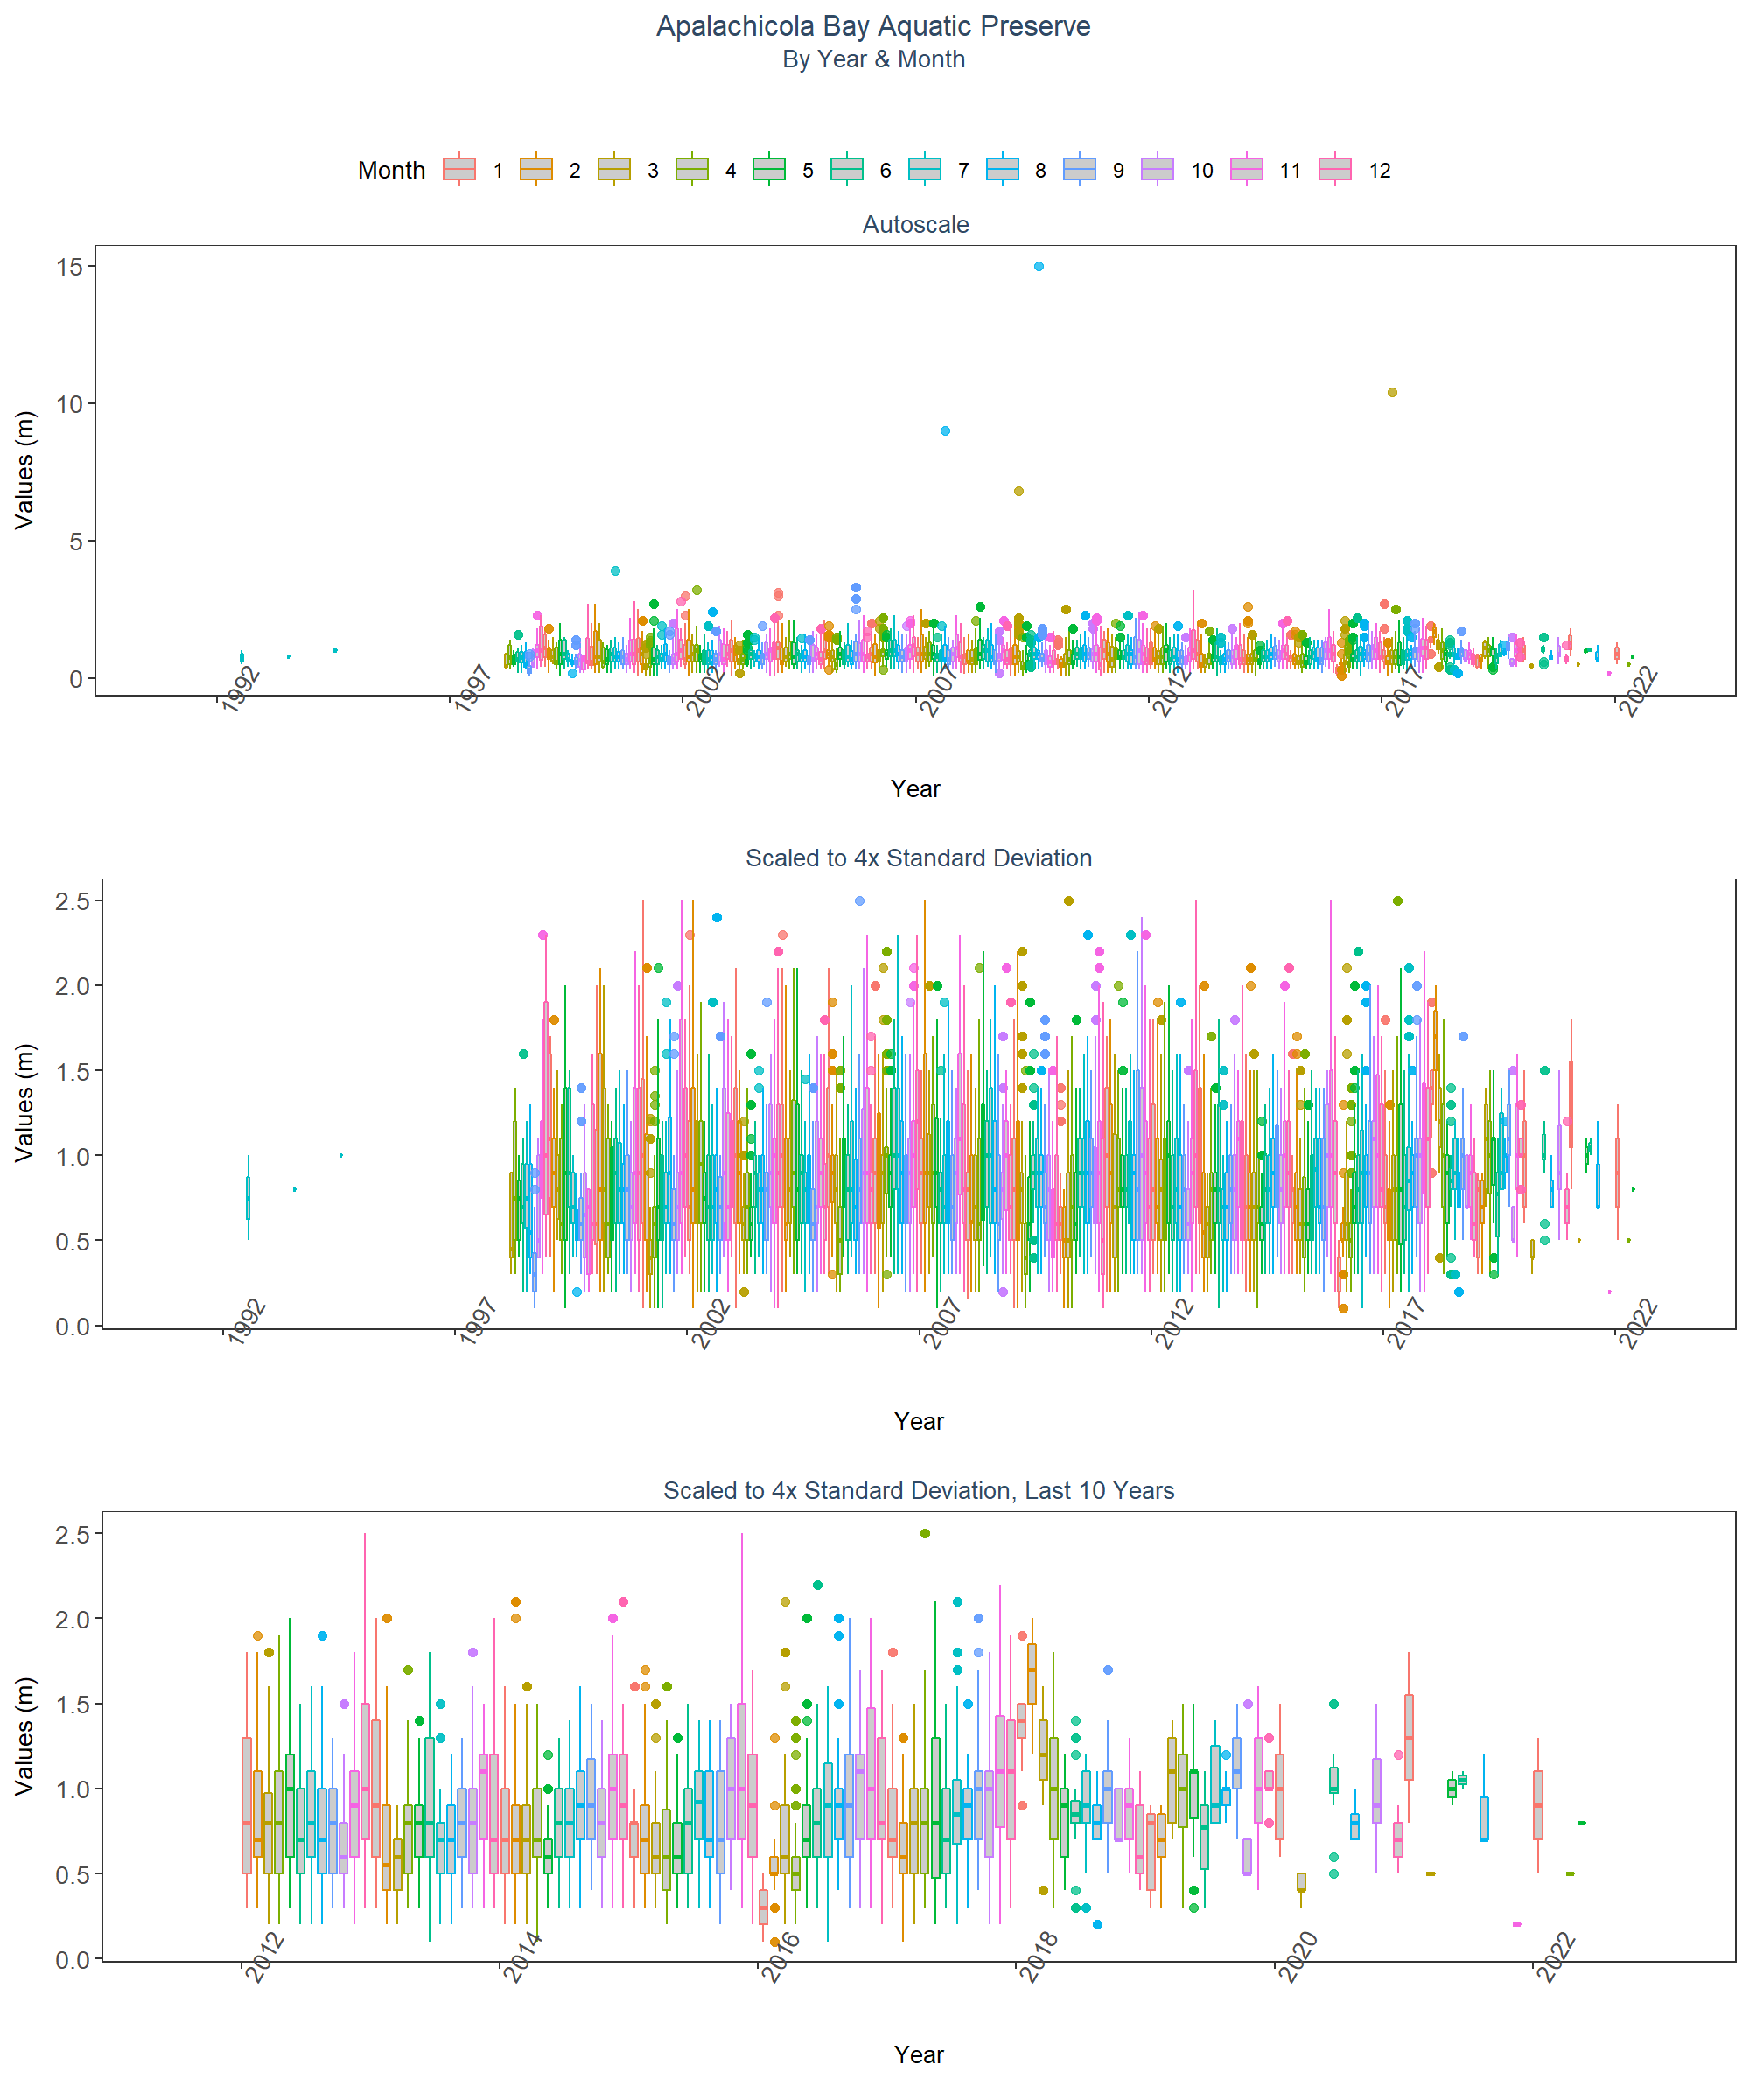 Apalachicola Bay Aquatic Preserve
By Year & Month
Month 1 2 3 4 5 6 7 8 9 10 11 12
Autoscale
15
10
5
0
Values (m)
1992 1997 2002 2007 2012 2017 2022
Year
Scaled to 4x Standard Deviation
2.5
2.0
1.5
1.0
0.5
0.0
Values (m)
1992 1997 2002 2007 2012 2017 2022
Year
Scaled to 4x Standard Deviation, Last 10 Years
2.5
2.0
1.5
1.0
0.5
0.0
Values (m)
2012 2014 2016 2018 2020 2022
Year